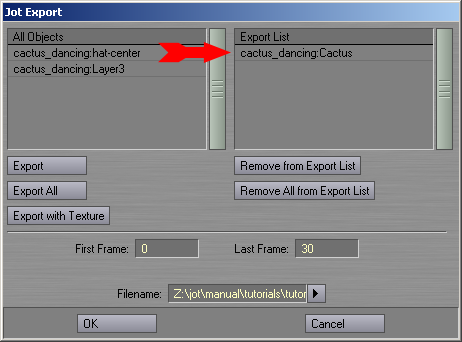 Jot Export
All Objects
Export List
cactus_dancing:hat-center
cactus_dancing:Cactus
cactus_dancing:Layer3
Export
Remove from Export List
Export All
Remove All from Export List
Export with Texture
First Frame: 0
Last Frame: 30
Filename: Z:\jot\manual\tutorials\tutor
OK
Cancel